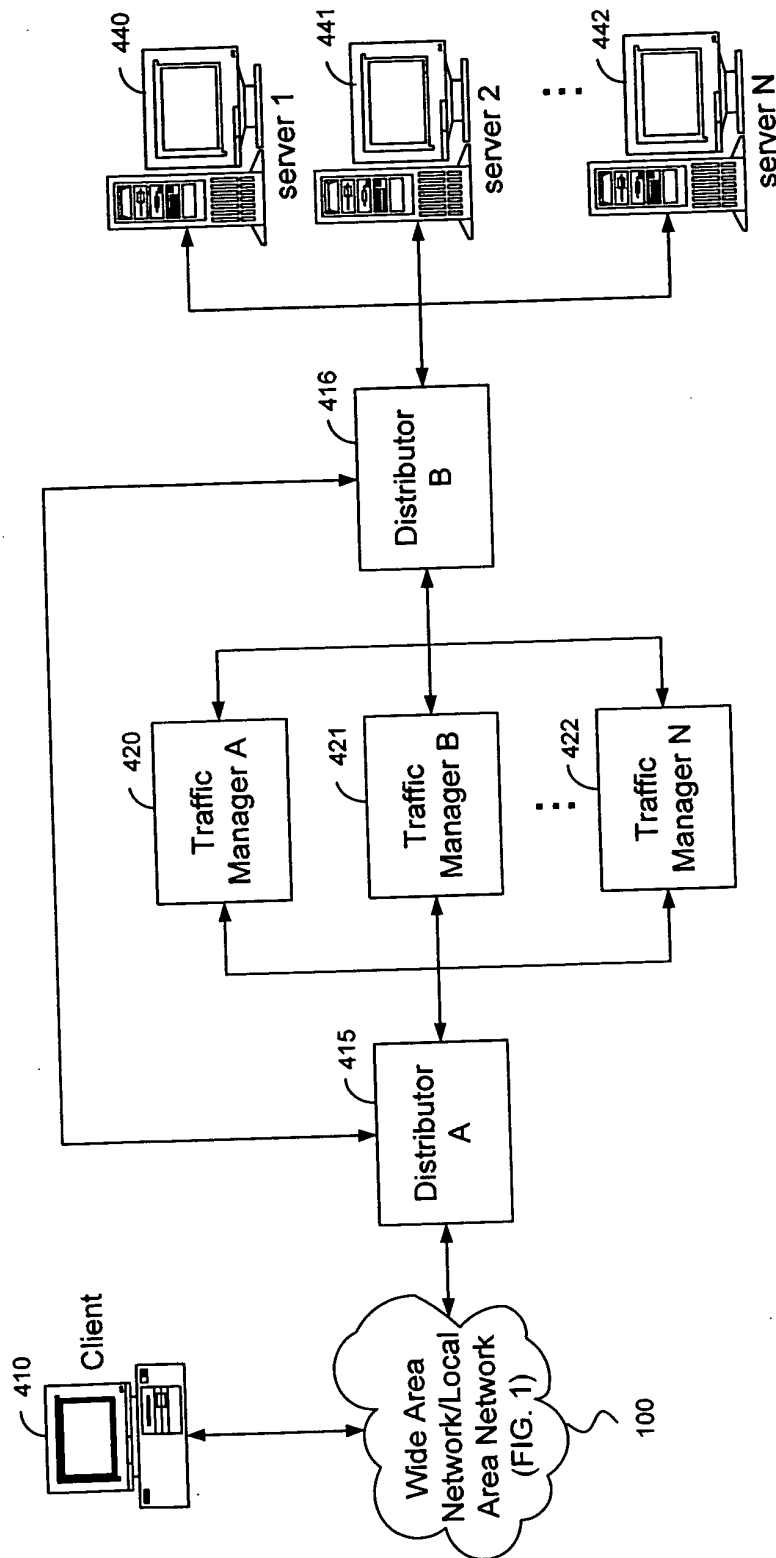 410
Client
Wide Area
Network/Local
Area Network
(FIG. 1)
100
415
Distributor
A
420
Traffic
Manager A
421
Traffic
Manager B
...
422
Traffic
Manager N
416
Distributor
B
440
server 1
441
server 2
...
442
server N